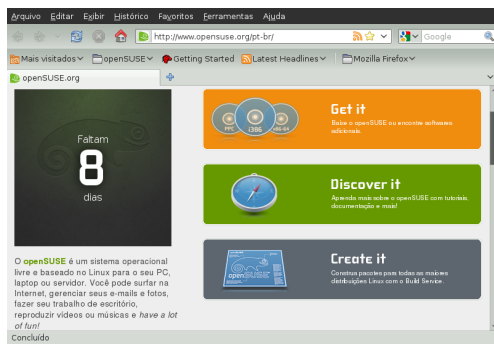 Arquivo Editar Exibir Histórico Favoritos Ferramentas Ajuda
http://www.opensuse.org/pt-br/
Google
Mais visitados openSUSE Getting Started Latest Headlines Mozilla Firefox
openSUSE.org
Faltam
8
dias
O openSUSE é um sistema operacional
livre e baseado no Linux para o seu PC,
laptop ou servidor. Você pode surfar na
Internet, gerenciar seus e-mails e fotos,
fazer seu trabalho de escritório,
reproduzir vídeos ou músicas e have a lot
of fun!
PPC i386 x86-64
Get it
Baixe o openSUSE ou encontre softwares
adicionais.
Discover it
Aprenda mais sobre o openSUSE com tutoriais,
documentação e mais!
openSUSE
Create it
Construa pacotes para todas as maiores
distribuições Linux com o Build Service.
Concluído